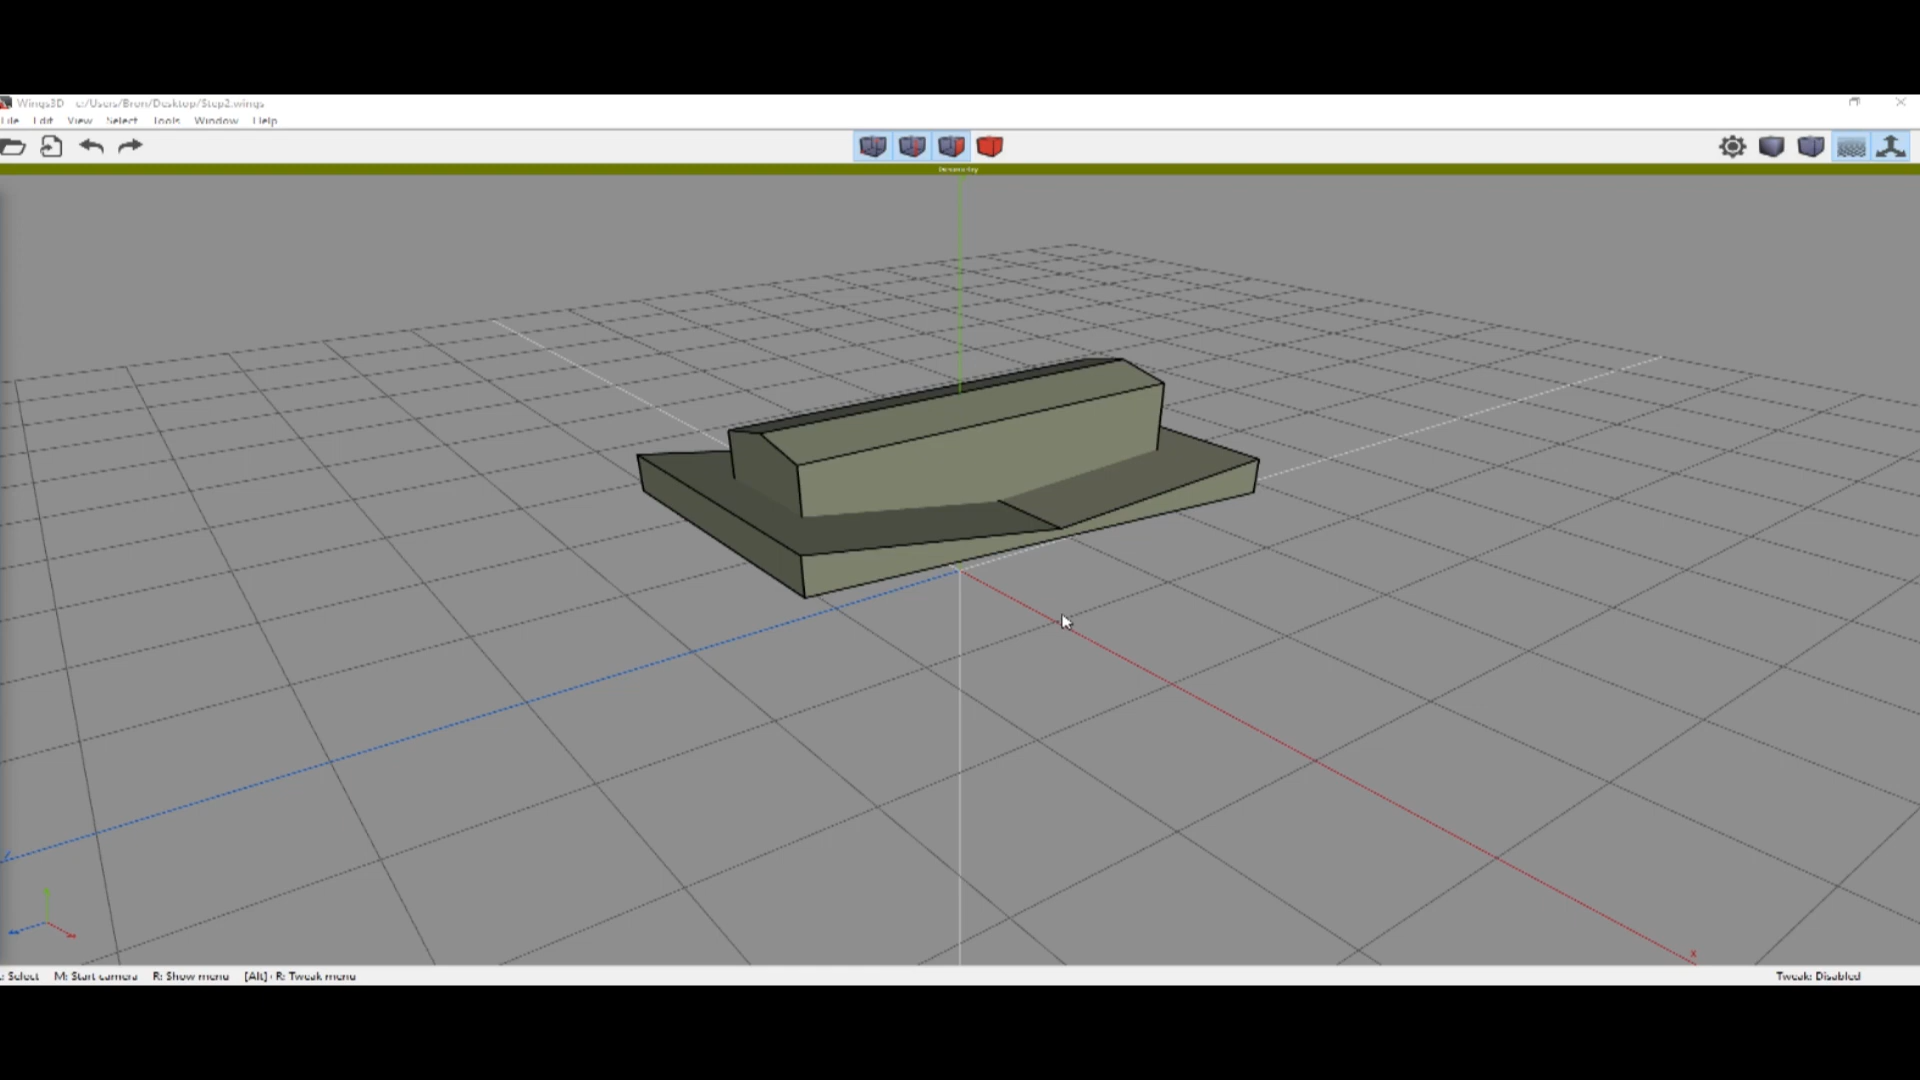 Wings3D c:/Users/Bron/Desktop/Step2.wings
File Edit View Select Tools Window Help
: Select M: Start camera R: Show menu [Alt]+R: Tweak menu
Tweak: Disabled
X